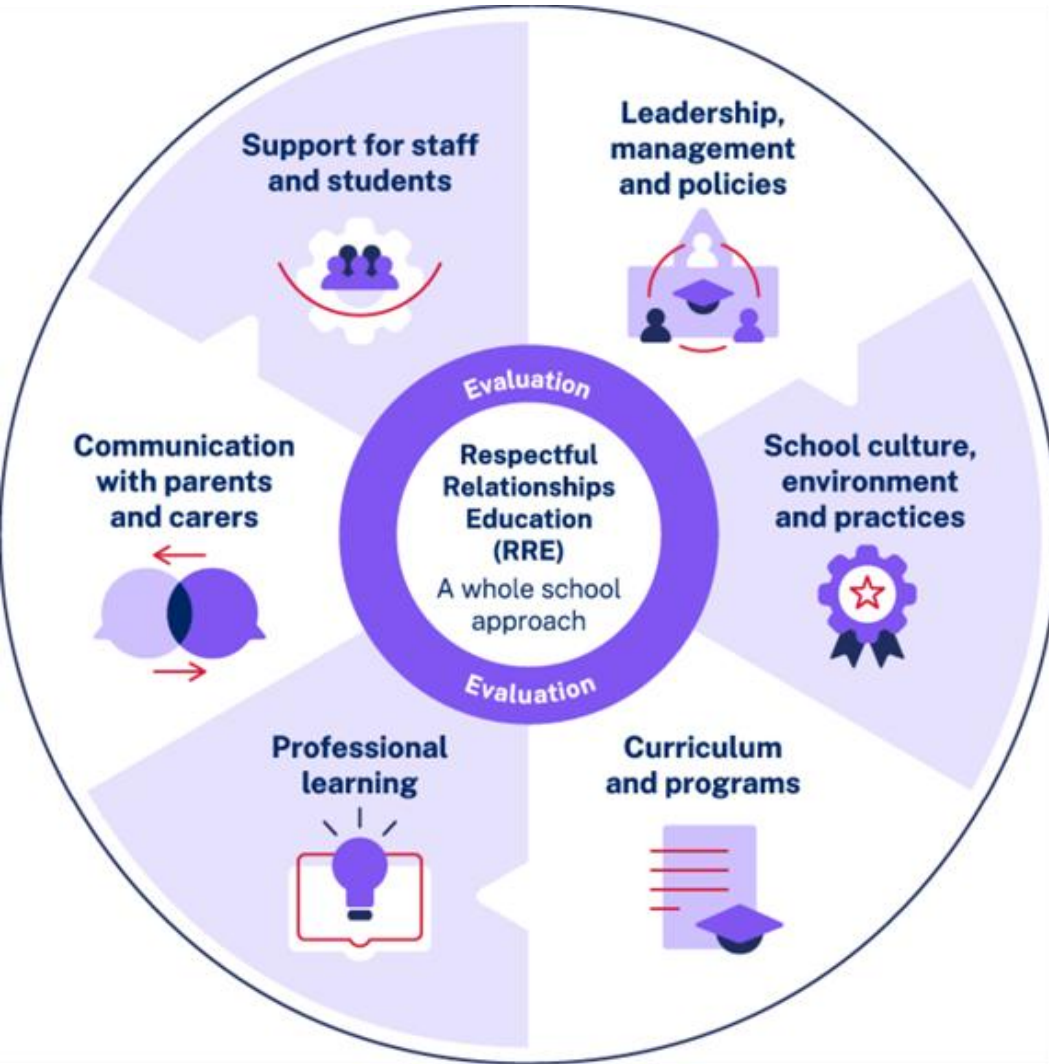 Support for staff
and students
Leadership,
management
and policies
Evaluation
Communication
with parents
and carers
Respectful
Relationships
Education
(RRE)
A whole school
approach
School culture,
environment
and practices
Evaluation
Professional
learning
Curriculum
and programs